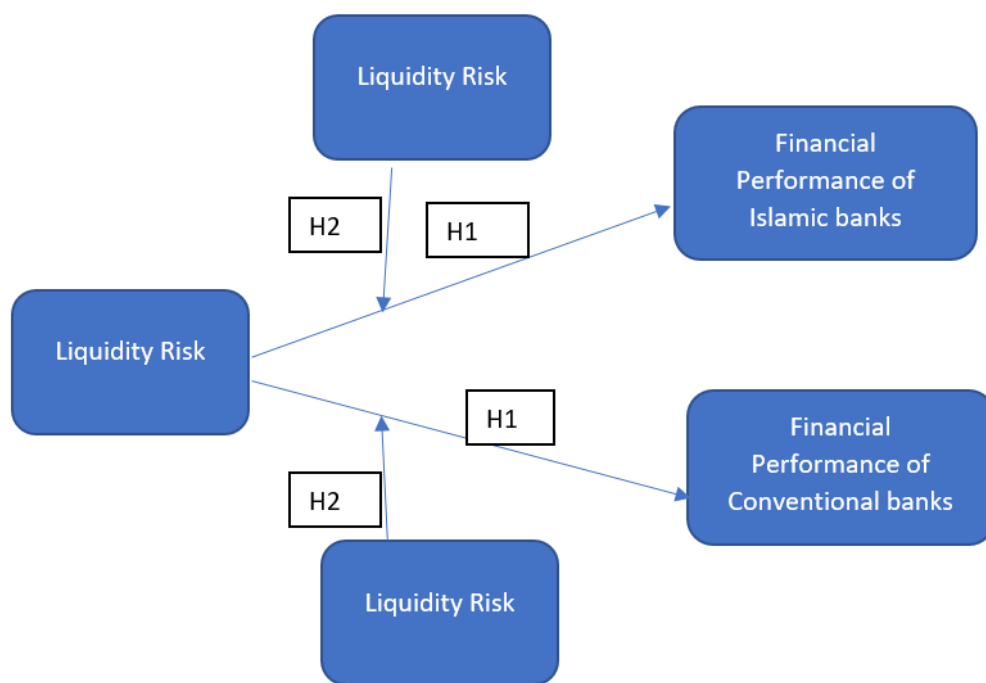 Liquidity Risk
Financial
Performance of
Islamic banks
H2
H1
Liquidity Risk
Financial
Performance of
Conventional banks
H1
H2
Liquidity Risk